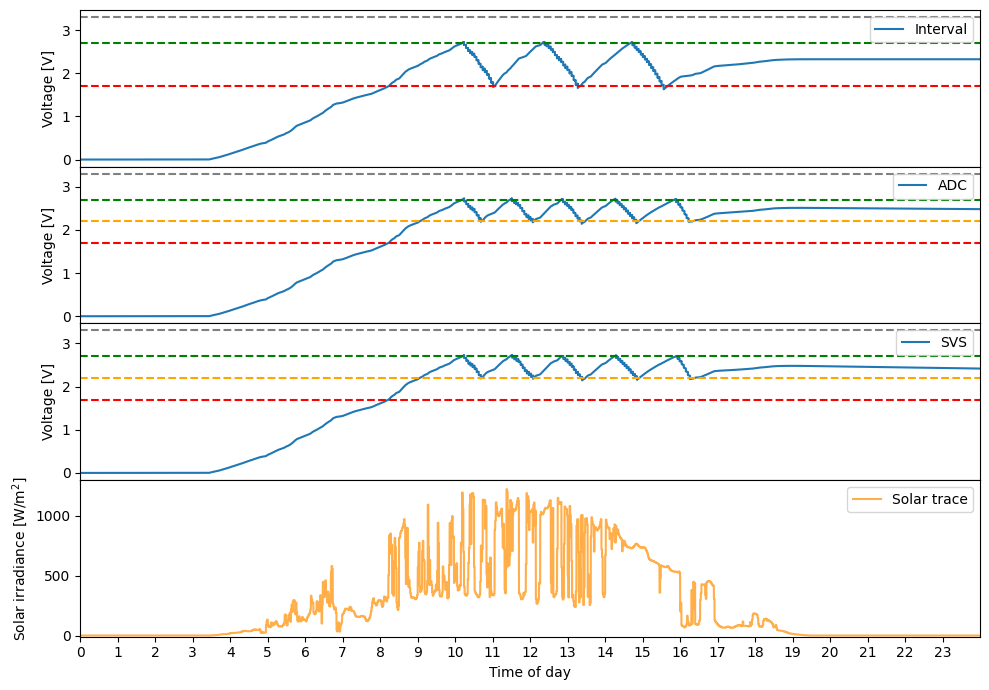 Voltage [V]
3
2
1
0
Interval
Voltage [V]
3
2
1
0
ADC
Voltage [V]
3
2
1
0
SVS
Solar irradiance [W/m²]
1000
500
0
Solar trace
0 1 2 3 4 5 6 7 8 9 10 11 12 13 14 15 16 17 18 19 20 21 22 23
Time of day